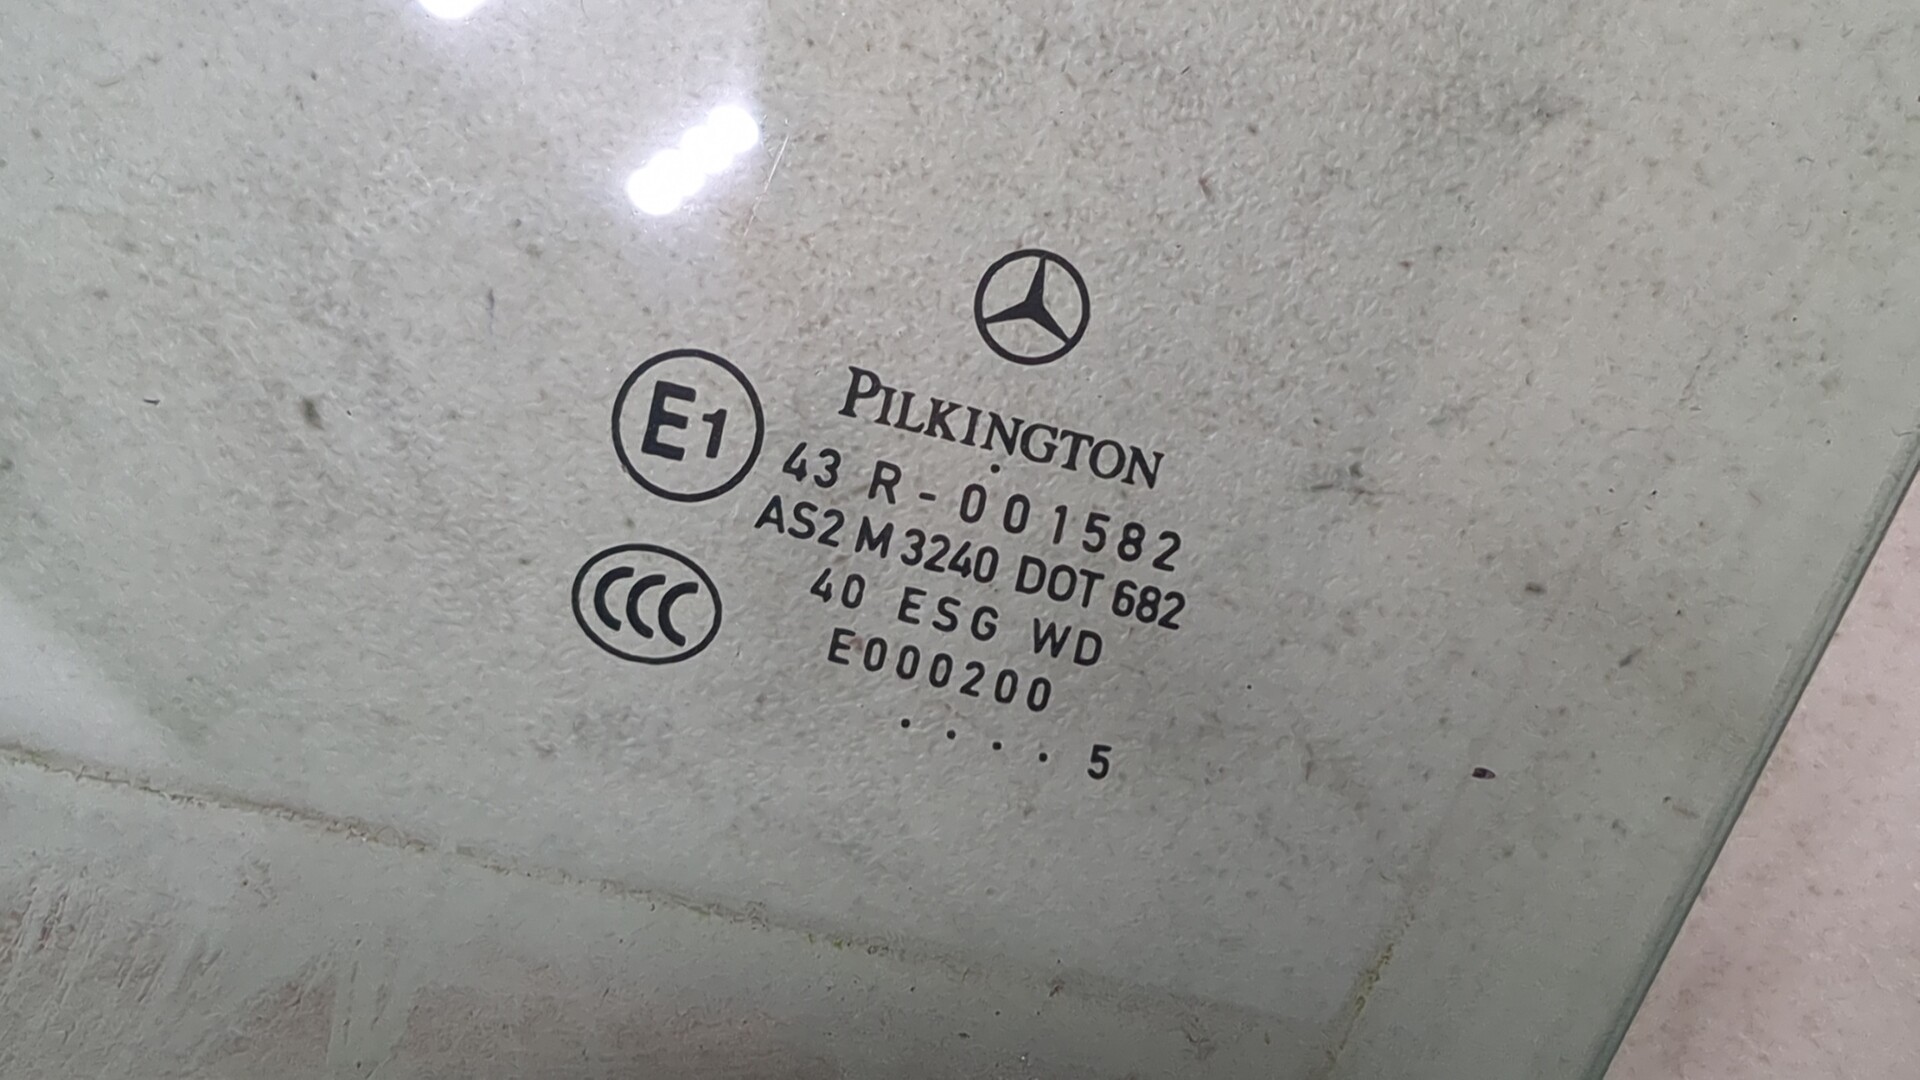 PILKINGTON
E1
43 R - 001582
AS2 M 3240 DOT 682
40 ESG WD
CCC
E000200
. . . . 5